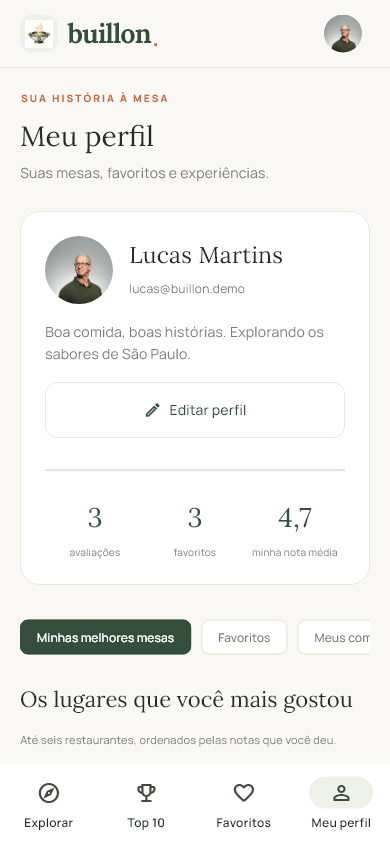 buillon.
SUA HISTÓRIA À MESA
Meu perfil
Suas mesas, favoritos e experiências.
Lucas Martins
lucas@buillon.demo
Boa comida, boas histórias. Explorando os
sabores de São Paulo.
Editar perfil
3 3 4,7
avaliações favoritos minha nota média
Minhas melhores mesas Favoritos Meus com
Os lugares que você mais gostou
Até seis restaurantes, ordenados pelas notas que você deu.
Explorar Top 10 Favoritos Meu perfil